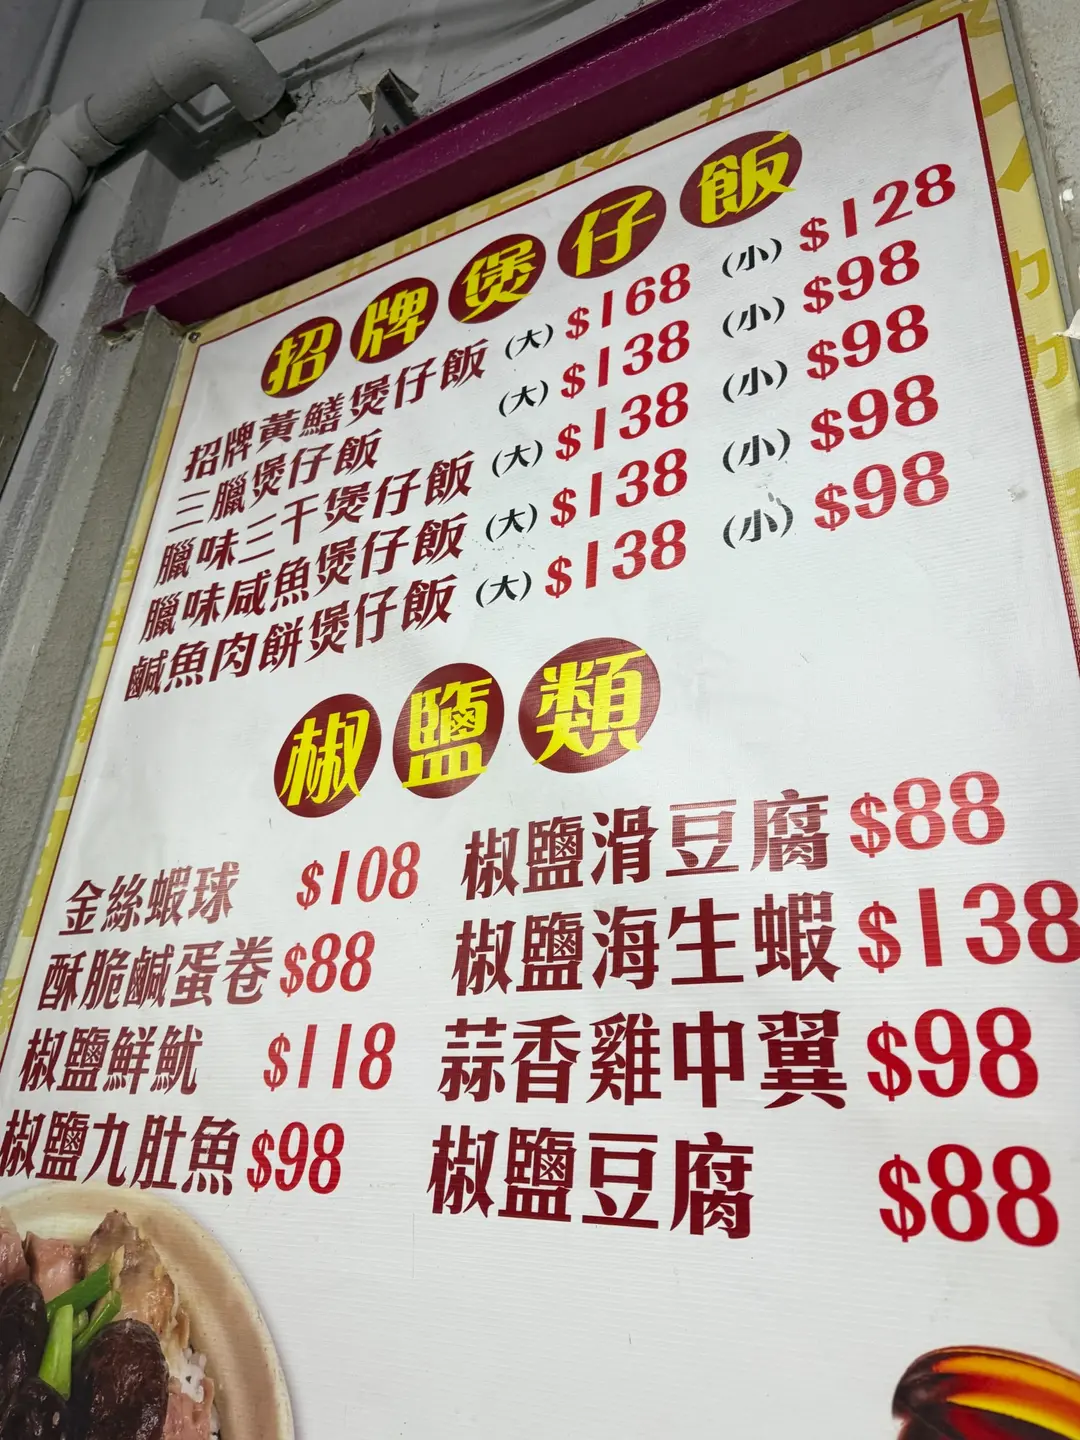 招牌煲仔飯
招牌黃鱔煲仔飯 (大) $168 (小) $128
三臘煲仔飯 (大) $138 (小) $98
臘味三干煲仔飯 (大) $138 (小) $98
臘味咸魚煲仔飯 (大) $138 (小) $98
鹹魚肉餅煲仔飯 (大) $138 (小) $98
椒鹽類
金絲蝦球 $108 椒鹽滑豆腐 $88
酥脆鹹蛋卷 $88 椒鹽海生蝦 $138
椒鹽鮮魷 $118 蒜香雞中翼 $98
椒鹽九肚魚 $98 椒鹽豆腐 $88